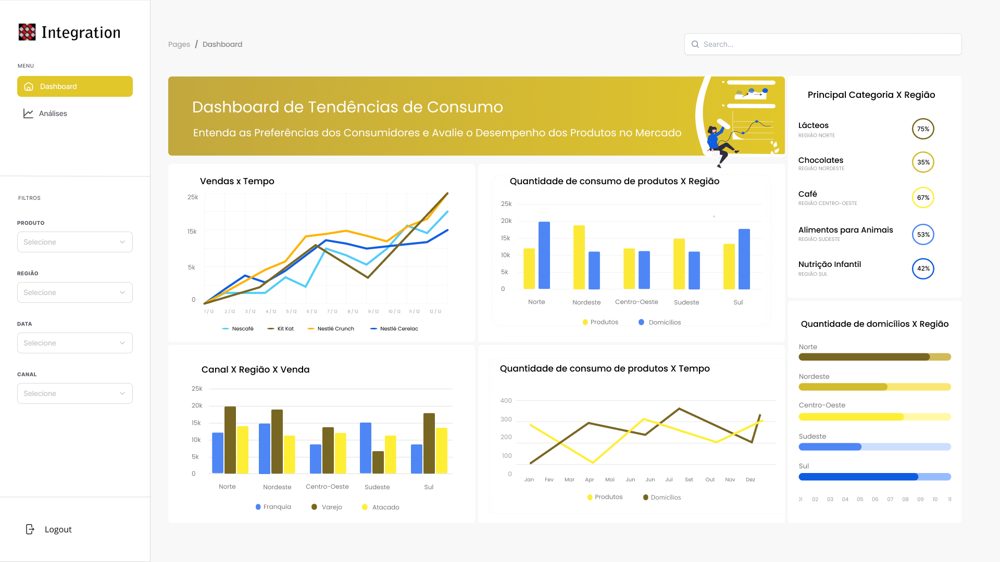 Integration
MENU
Dashboard
Análises
FILTROS
PRODUTO
Selecione
REGIÃO
Selecione
DATA
Selecione
CANAL
Selecione
Logout
Pages / Dashboard
Search...
Dashboard de Tendências de Consumo
Entenda as Preferências dos Consumidores e Avalie o Desempenho dos Produtos no Mercado
Vendas x Tempo
25k
15k
5k
0
1 / 12 2 / 12 3 / 12 4 / 12 5 / 12 6 / 12 7 / 12 8 / 12 9 / 12 10 / 12 11 / 12 12 / 12
Nescafé Kit Kat Nestlé Crunch Nestlé Cerelac
Quantidade de consumo de produtos X Região
25k
20k
15k
10k
5k
0
Norte Nordeste Centro-Oeste Sudeste Sul
Produtos Domicílios
Canal X Região X Venda
25k
20k
15k
10k
5k
0
Norte Nordeste Centro-Oeste Sudeste Sul
Franquia Varejo Atacado
Quantidade de consumo de produtos X Tempo
400
300
200
100
0
Jan Fev Mar Apr Mai Jun Jun Jul Set Out Nov Dez
Produtos Domicílios
Principal Categoria X Região
Lácteos
REGIÃO NORTE
75%
Chocolates
REGIÃO NORDESTE
35%
Café
REGIÃO CENTRO-OESTE
67%
Alimentos para Animais
REGIÃO SUDESTE
53%
Nutrição Infantil
REGIÃO SUL
42%
Quantidade de domicílios X Região
Norte
Nordeste
Centro-Oeste
Sudeste
Sul
01 02 03 04 05 06 07 08 09 10 11